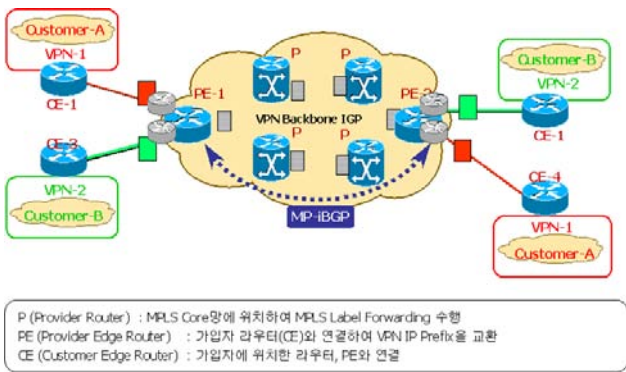 Customer-A
VPN-1
CE-1
CE-3
VPN-2
Customer-B
PE-1
P
P
VPN Backbone IGP
P
P
PE-2
MP-iBGP
Customer-B
VPN-2
CE-1
CE-4
VPN-1
Customer-A
P (Provider Router) : MPLS Core망에 위치하여 MPLS Label Forwarding 수행
PE (Provider Edge Router) : 가입자 라우터(CE)와 연결하여 VPN IP Prefix을 교환
CE (Customer Edge Router) : 가입자에 위치한 라우터, PE와 연결